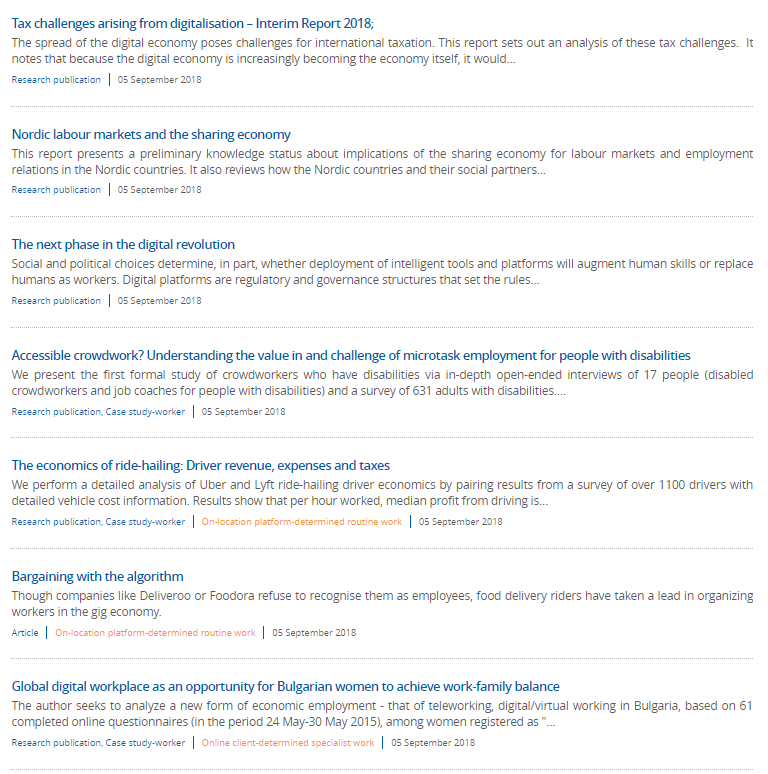 Tax challenges arising from digitalisation – Interim Report 2018;
The spread of the digital economy poses challenges for international taxation. This report sets out an analysis of these tax challenges. It
notes that because the digital economy is increasingly becoming the economy itself, it would...
Research publication | 05 September 2018
Nordic labour markets and the sharing economy
This report presents a preliminary knowledge status about implications of the sharing economy for labour markets and employment
relations in the Nordic countries. It also reviews how the Nordic countries and their social partners...
Research publication | 05 September 2018
The next phase in the digital revolution
Social and political choices determine, in part, whether deployment of intelligent tools and platforms will augment human skills or replace
humans as workers. Digital platforms are regulatory and governance structures that set the rules...
Research publication | 05 September 2018
Accessible crowdwork? Understanding the value in and challenge of microtask employment for people with disabilities
We present the first formal study of crowdworkers who have disabilities via in-depth open-ended interviews of 17 people (disabled
crowdworkers and job coaches for people with disabilities) and a survey of 631 adults with disabilities....
Research publication, Case study-worker | 05 September 2018
The economics of ride-hailing: Driver revenue, expenses and taxes
We perform a detailed analysis of Uber and Lyft ride-hailing driver economics by pairing results from a survey of over 1100 drivers with
detailed vehicle cost information. Results show that per hour worked, median profit from driving is...
Research publication, Case study-worker | On-location platform-determined routine work | 05 September 2018
Bargaining with the algorithm
Though companies like Deliveroo or Foodora refuse to recognise them as employees, food delivery riders have taken a lead in organizing
workers in the gig economy.
Article | On-location platform-determined routine work | 05 September 2018
Global digital workplace as an opportunity for Bulgarian women to achieve work-family balance
The author seeks to analyze a new form of economic employment - that of teleworking, digital/virtual working in Bulgaria, based on 61
completed online questionnaires (in the period 24 May-30 May 2015), among women registered as "...
Research publication, Case study-worker | Online client-determined specialist work | 05 September 2018